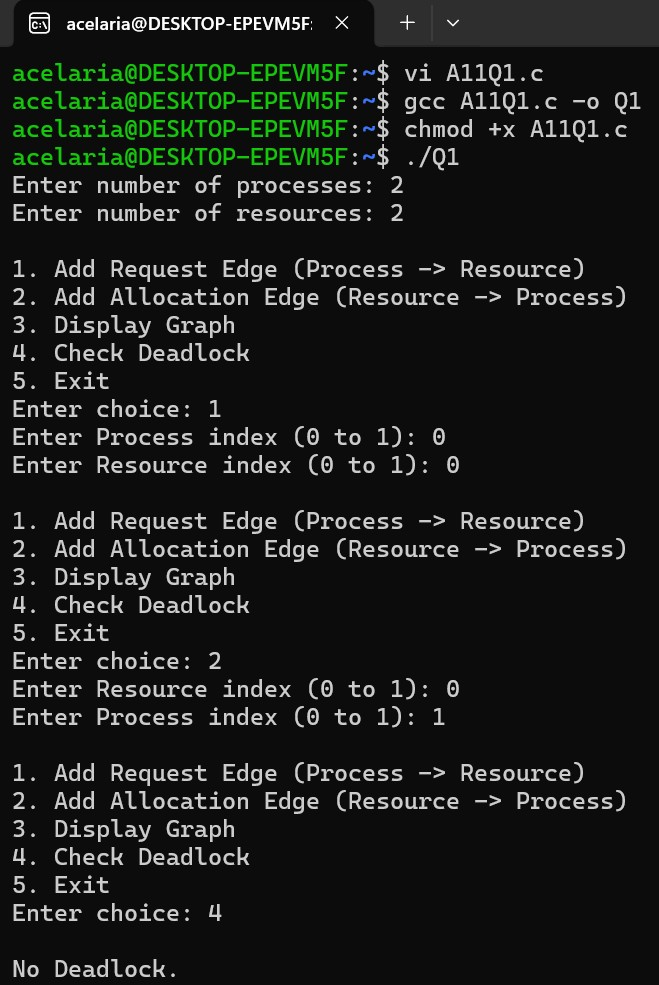 acelaria@DESKTOP-EPEVM5F:
acelaria@DESKTOP-EPEVM5F:~$ vi A11Q1.c
acelaria@DESKTOP-EPEVM5F:~$ gcc A11Q1.c -o Q1
acelaria@DESKTOP-EPEVM5F:~$ chmod +x A11Q1.c
acelaria@DESKTOP-EPEVM5F:~$ ./Q1
Enter number of processes: 2
Enter number of resources: 2

1. Add Request Edge (Process -> Resource)
2. Add Allocation Edge (Resource -> Process)
3. Display Graph
4. Check Deadlock
5. Exit
Enter choice: 1
Enter Process index (0 to 1): 0
Enter Resource index (0 to 1): 0

1. Add Request Edge (Process -> Resource)
2. Add Allocation Edge (Resource -> Process)
3. Display Graph
4. Check Deadlock
5. Exit
Enter choice: 2
Enter Resource index (0 to 1): 0
Enter Process index (0 to 1): 1

1. Add Request Edge (Process -> Resource)
2. Add Allocation Edge (Resource -> Process)
3. Display Graph
4. Check Deadlock
5. Exit
Enter choice: 4

No Deadlock.